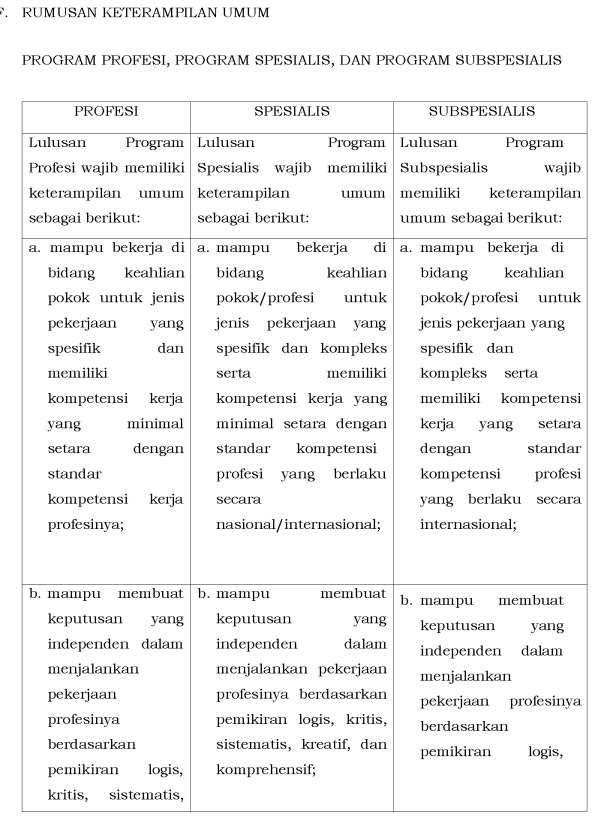 F. RUMUSAN KETERAMPILAN UMUM
PROGRAM PROFESI, PROGRAM SPESIALIS, DAN PROGRAM SUBSPESIALIS
PROFESI
SPESIALIS
SUBSPESIALIS
Lulusan Program
Profesi wajib memiliki
keterampilan umum
sebagai berikut:
Lulusan Program
Spesialis wajib memiliki
keterampilan umum
sebagai berikut:
Lulusan Program
Subspesialis wajib
memiliki keterampilan
umum sebagai berikut:
a. mampu bekerja di
bidang keahlian
pokok untuk jenis
pekerjaan yang
spesifik dan
memiliki
kompetensi kerja
yang minimal
setara dengan
standar
kompetensi kerja
profesinya;
a. mampu bekerja di
bidang keahlian
pokok/profesi untuk
jenis pekerjaan yang
spesifik dan kompleks
serta memiliki
kompetensi kerja yang
minimal setara dengan
standar kompetensi
profesi yang berlaku
secara
nasional/internasional;
a. mampu bekerja di
bidang keahlian
pokok/profesi untuk
jenis pekerjaan yang
spesifik dan
kompleks serta
memiliki kompetensi
kerja yang setara
dengan standar
kompetensi profesi
yang berlaku secara
internasional;
b. mampu membuat
keputusan yang
independen dalam
menjalankan
pekerjaan
profesinya
berdasarkan
pemikiran logis,
kritis, sistematis,
b. mampu membuat
keputusan yang
independen dalam
menjalankan pekerjaan
profesinya berdasarkan
pemikiran logis, kritis,
sistematis, kreatif, dan
komprehensif;
b. mampu membuat
keputusan yang
independen dalam
menjalankan
pekerjaan profesinya
berdasarkan
pemikiran logis,